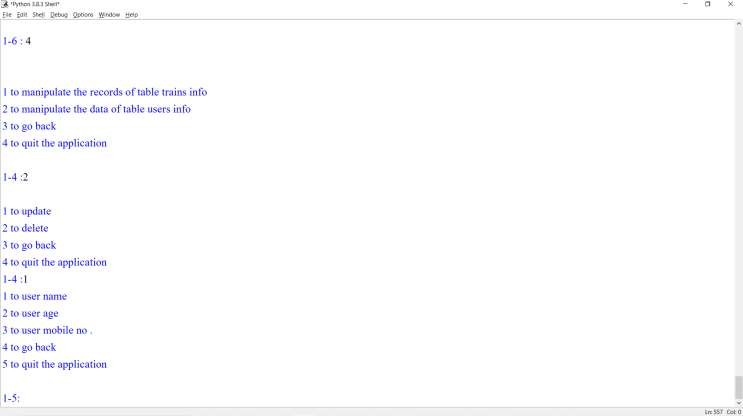 *Python 3.8.3 Shell*
File Edit Shell Debug Options Window Help
1-6 : 4
1 to manipulate the records of table trains info
2 to manipulate the data of table users info
3 to go back
4 to quit the application
1-4 :2
1 to update
2 to delete
3 to go back
4 to quit the application
1-4 :1
1 to user name
2 to user age
3 to user mobile no .
4 to go back
5 to quit the application
1-5:
Ln: 557 Col: 0